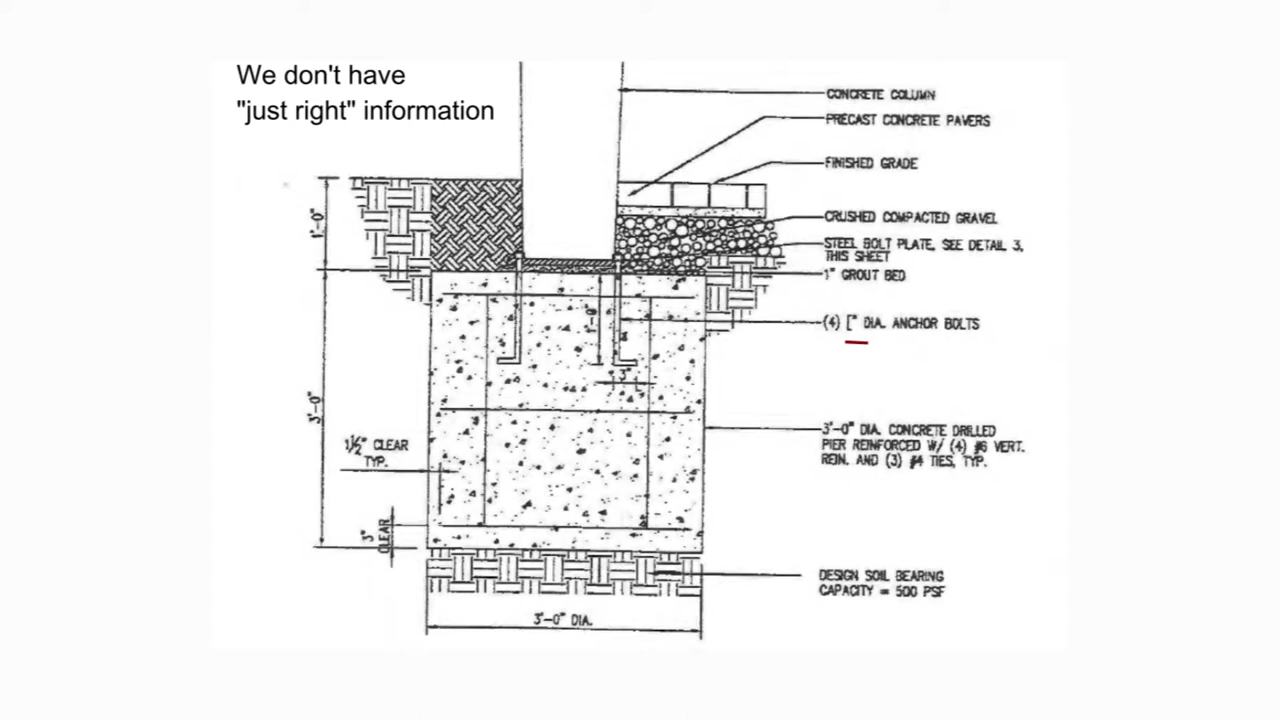 We don't have
"just right" information
CONCRETE COLUMN
PRECAST CONCRETE PAVERS
FINISHED GRADE
1'-0"
CRUSHED COMPACTED GRAVEL
STEEL BOLT PLATE, SEE DETAIL 3,
THIS SHEET
1" GROUT BED
1'-0"
(4) [" DIA. ANCHOR BOLTS
3"
3'-0"
3'-0" DIA. CONCRETE DRILLED
PIER REINFORCED W/ (4) #6 VERT.
REIN. AND (3) #4 TIES, TYP.
1½" CLEAR
TYP.
3"
CLEAR
DESIGN SOIL BEARING
CAPACITY = 500 PSF
3'-0" DIA.